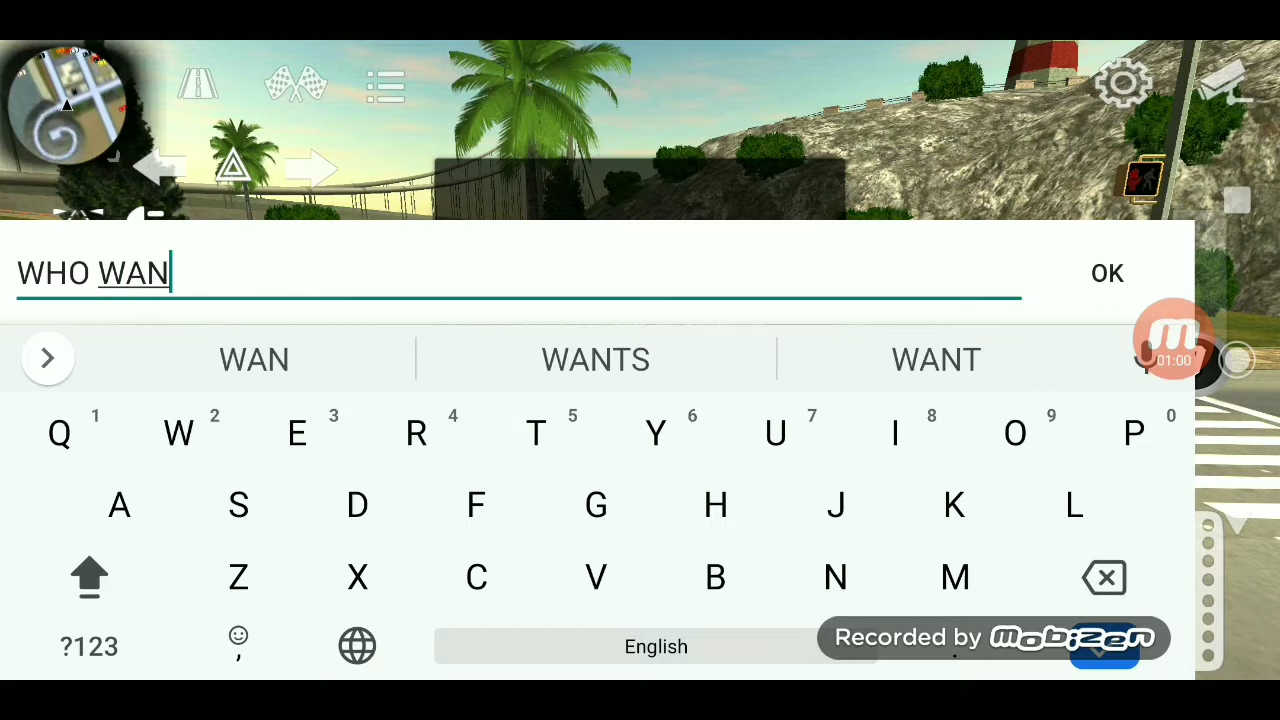 WHO WAN
OK
WAN WANTS WANT
01:00
1 2 3 4 5 6 7 8 9 0
Q W E R T Y U I O P
A S D F G H J K L
Z X C V B N M
?123 , English .
Recorded by Mobizen